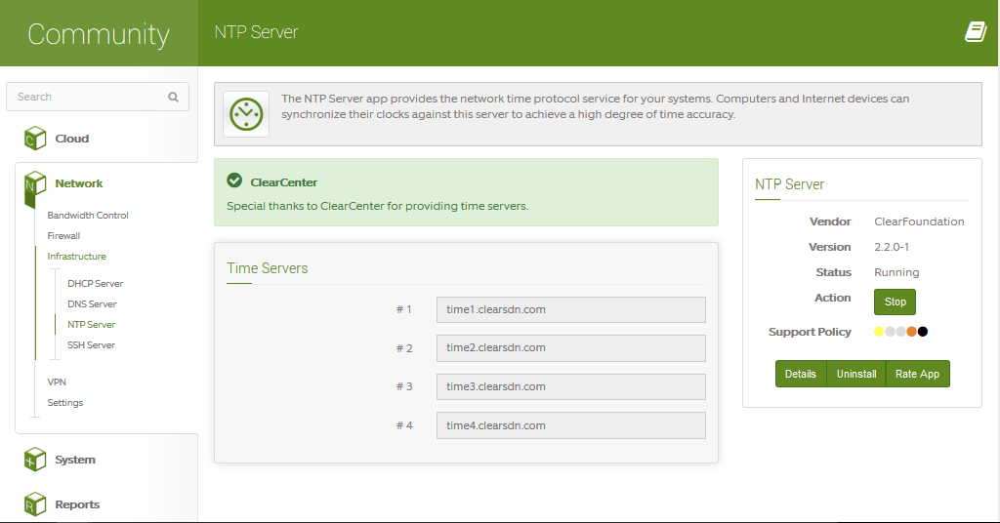 Community
NTP Server
Search
Cloud
Network
Bandwidth Control
Firewall
Infrastructure
DHCP Server
DNS Server
NTP Server
SSH Server
VPN
Settings
System
Reports
The NTP Server app provides the network time protocol service for your systems. Computers and Internet devices can
synchronize their clocks against this server to achieve a high degree of time accuracy.
ClearCenter
Special thanks to ClearCenter for providing time servers.
Time Servers
# 1 time1.clearsdn.com
# 2 time2.clearsdn.com
# 3 time3.clearsdn.com
# 4 time4.clearsdn.com
NTP Server
Vendor ClearFoundation
Version 2.2.0-1
Status Running
Action Stop
Support Policy
Details Uninstall Rate App